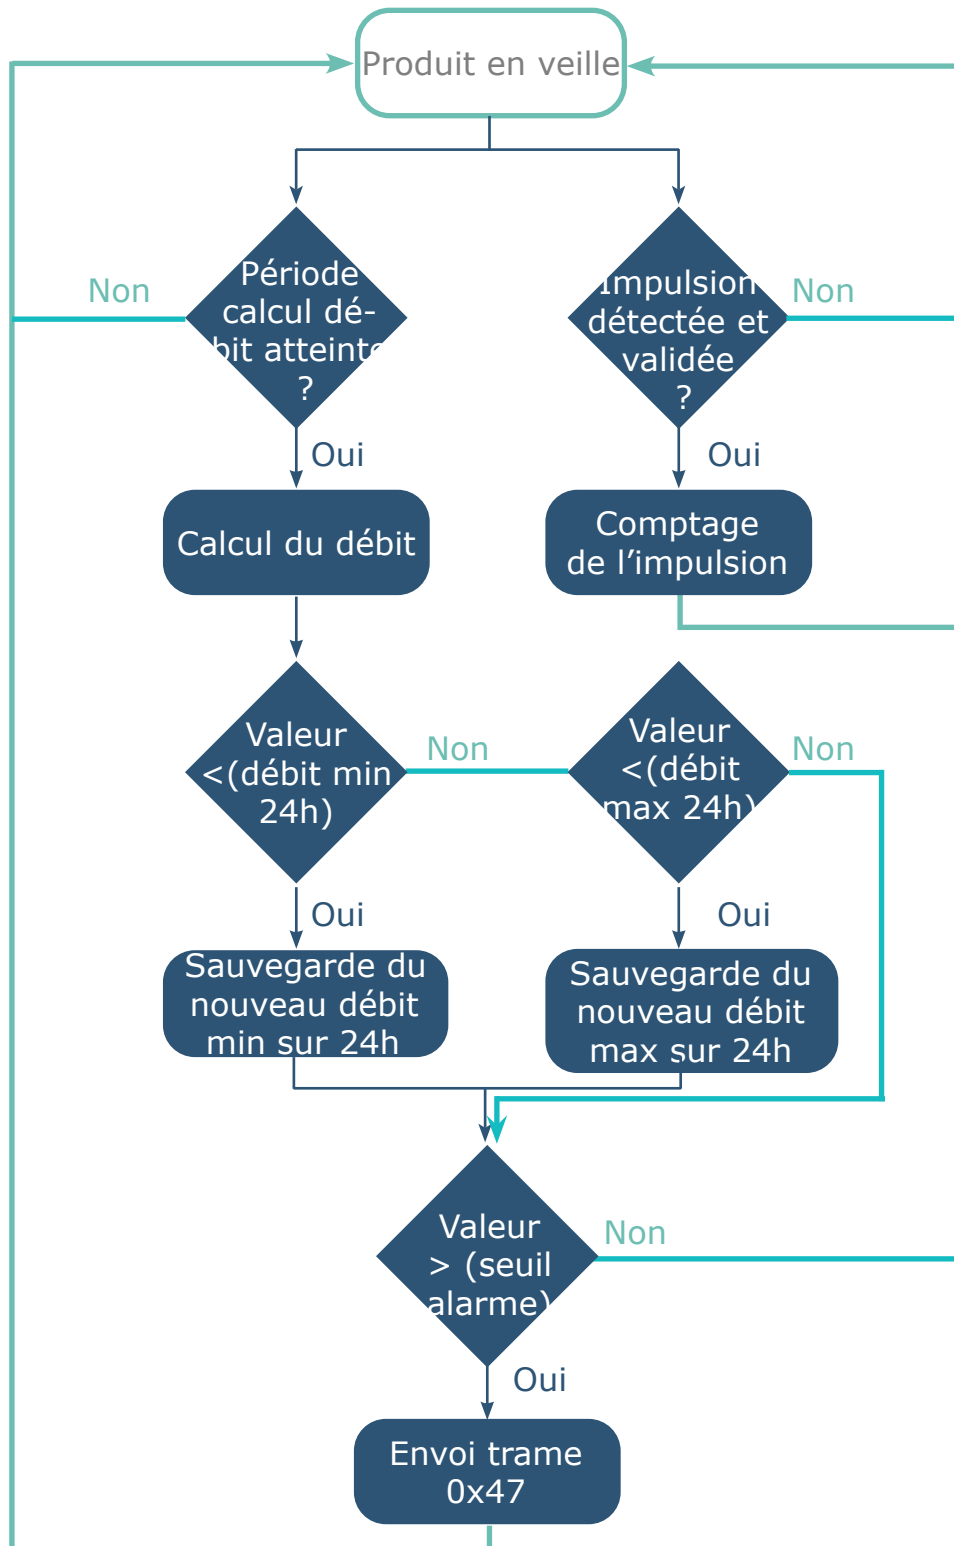 Produit en veille
Non
Période
calcul dé-
bit atteinte
?
Impulsion
détectée et
validée
?
Non
Oui
Oui
Calcul du débit
Comptage
de l’impulsion
Valeur
<(débit min
24h)
Non
Valeur
<(débit
max 24h)
Non
Oui
Oui
Sauvegarde du
nouveau débit
min sur 24h
Sauvegarde du
nouveau débit
max sur 24h
Valeur
> (seuil
alarme)
Non
Oui
Envoi trame
0x47